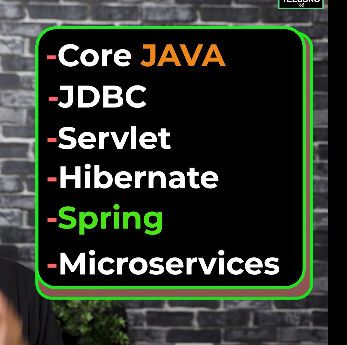 -Core JAVA
-JDBC
-Servlet
-Hibernate
-Spring
-Microservices